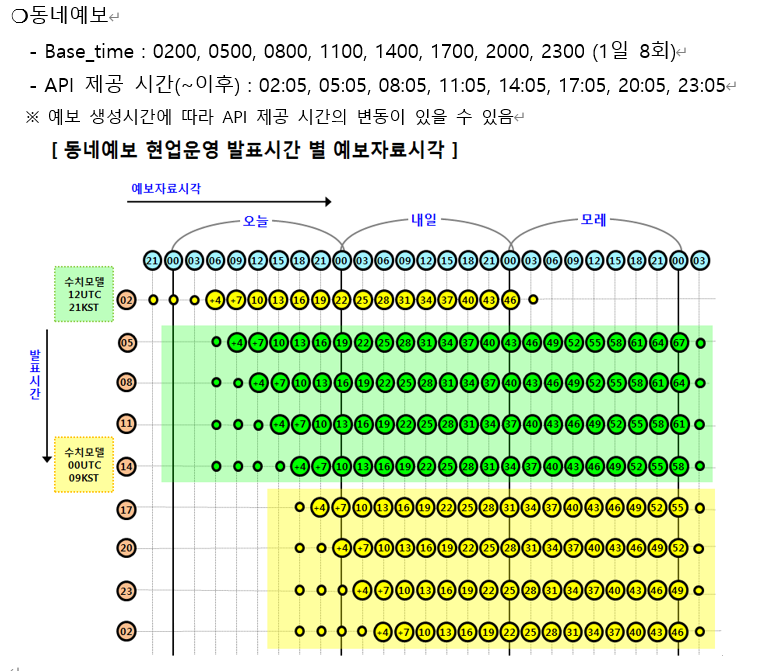 ❍동네예보
- Base_time : 0200, 0500, 0800, 1100, 1400, 1700, 2000, 2300 (1일 8회)
- API 제공 시간(~이후) : 02:05, 05:05, 08:05, 11:05, 14:05, 17:05, 20:05, 23:05
※ 예보 생성시간에 따라 API 제공 시간의 변동이 있을 수 있음
[ 동네예보 현업운영 발표시간 별 예보자료시각 ]
예보자료시각
오늘 내일 모레
21 00 03 06 09 12 15 18 21 00 03 06 09 12 15 18 21 00 03 06 09 12 15 18 21 00 03
수치모델
12UTC
21KST
02 +4 +7 10 13 16 19 22 25 28 31 34 37 40 43 46
발표시간
05 +4 +7 10 13 16 19 22 25 28 31 34 37 40 43 46 49 52 55 58 61 64 67
08 +4 +7 10 13 16 19 22 25 28 31 34 37 40 43 46 49 52 55 58 61 64
11 +4 +7 10 13 16 19 22 25 28 31 34 37 40 43 46 49 52 55 58 61
수치모델
00UTC
09KST
14 +4 +7 10 13 16 19 22 25 28 31 34 37 40 43 46 49 52 55 58
17 +4 +7 10 13 16 19 22 25 28 31 34 37 40 43 46 49 52 55
20 +4 +7 10 13 16 19 22 25 28 31 34 37 40 43 46 49 52
23 +4 +7 10 13 16 19 22 25 28 31 34 37 40 43 46 49
02 +4 +7 10 13 16 19 22 25 28 31 34 37 40 43 46